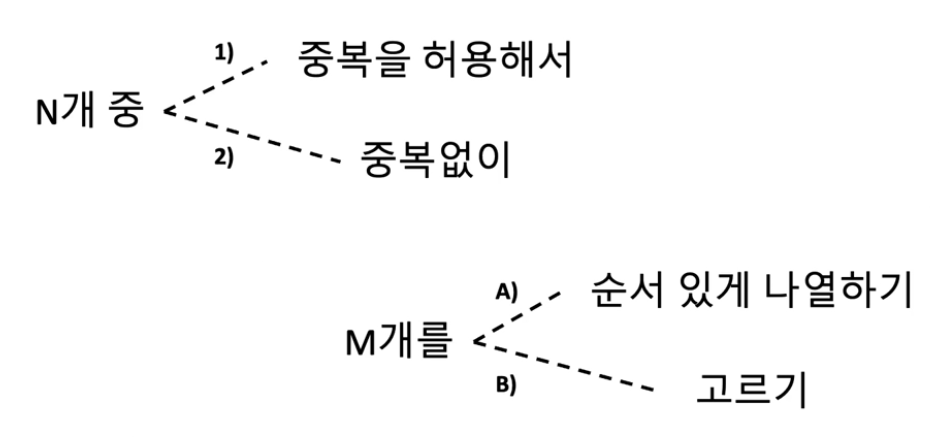 1) 중복을 허용해서
N개 중
2) 중복없이
A) 순서 있게 나열하기
M개를
B) 고르기